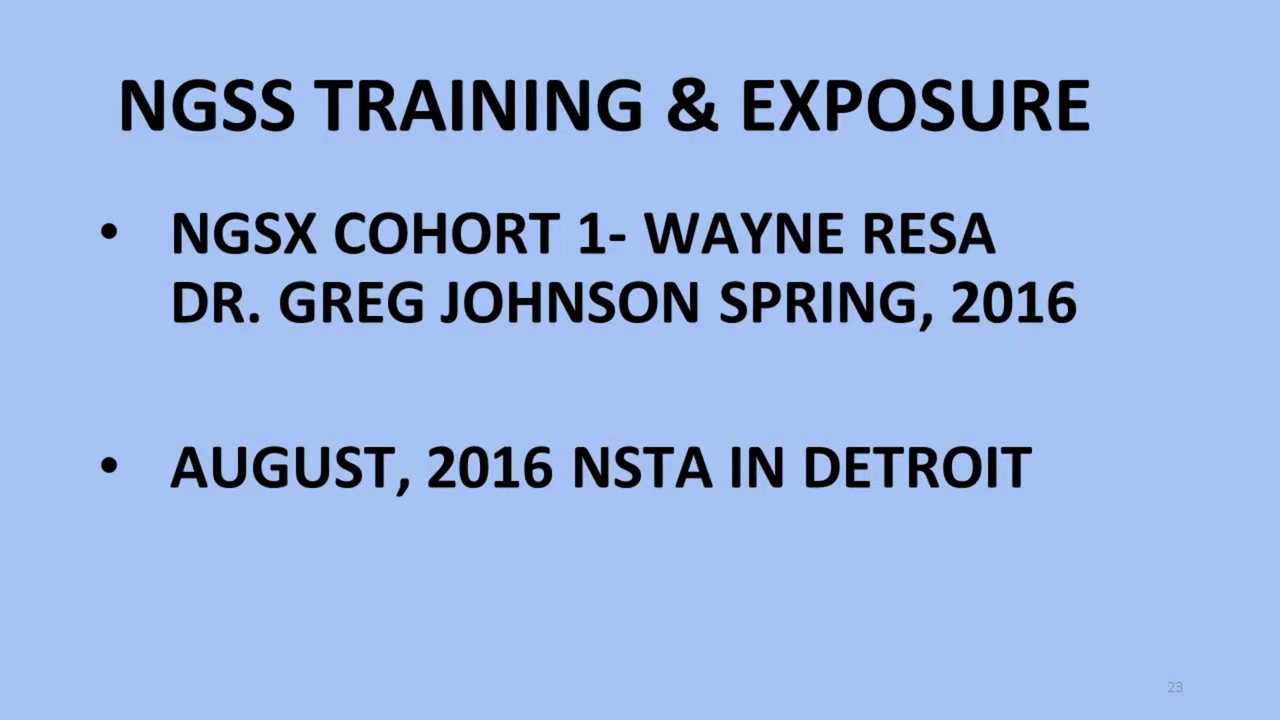 NGSS TRAINING & EXPOSURE
• NGSX COHORT 1- WAYNE RESA
DR. GREG JOHNSON SPRING, 2016
• AUGUST, 2016 NSTA IN DETROIT
23